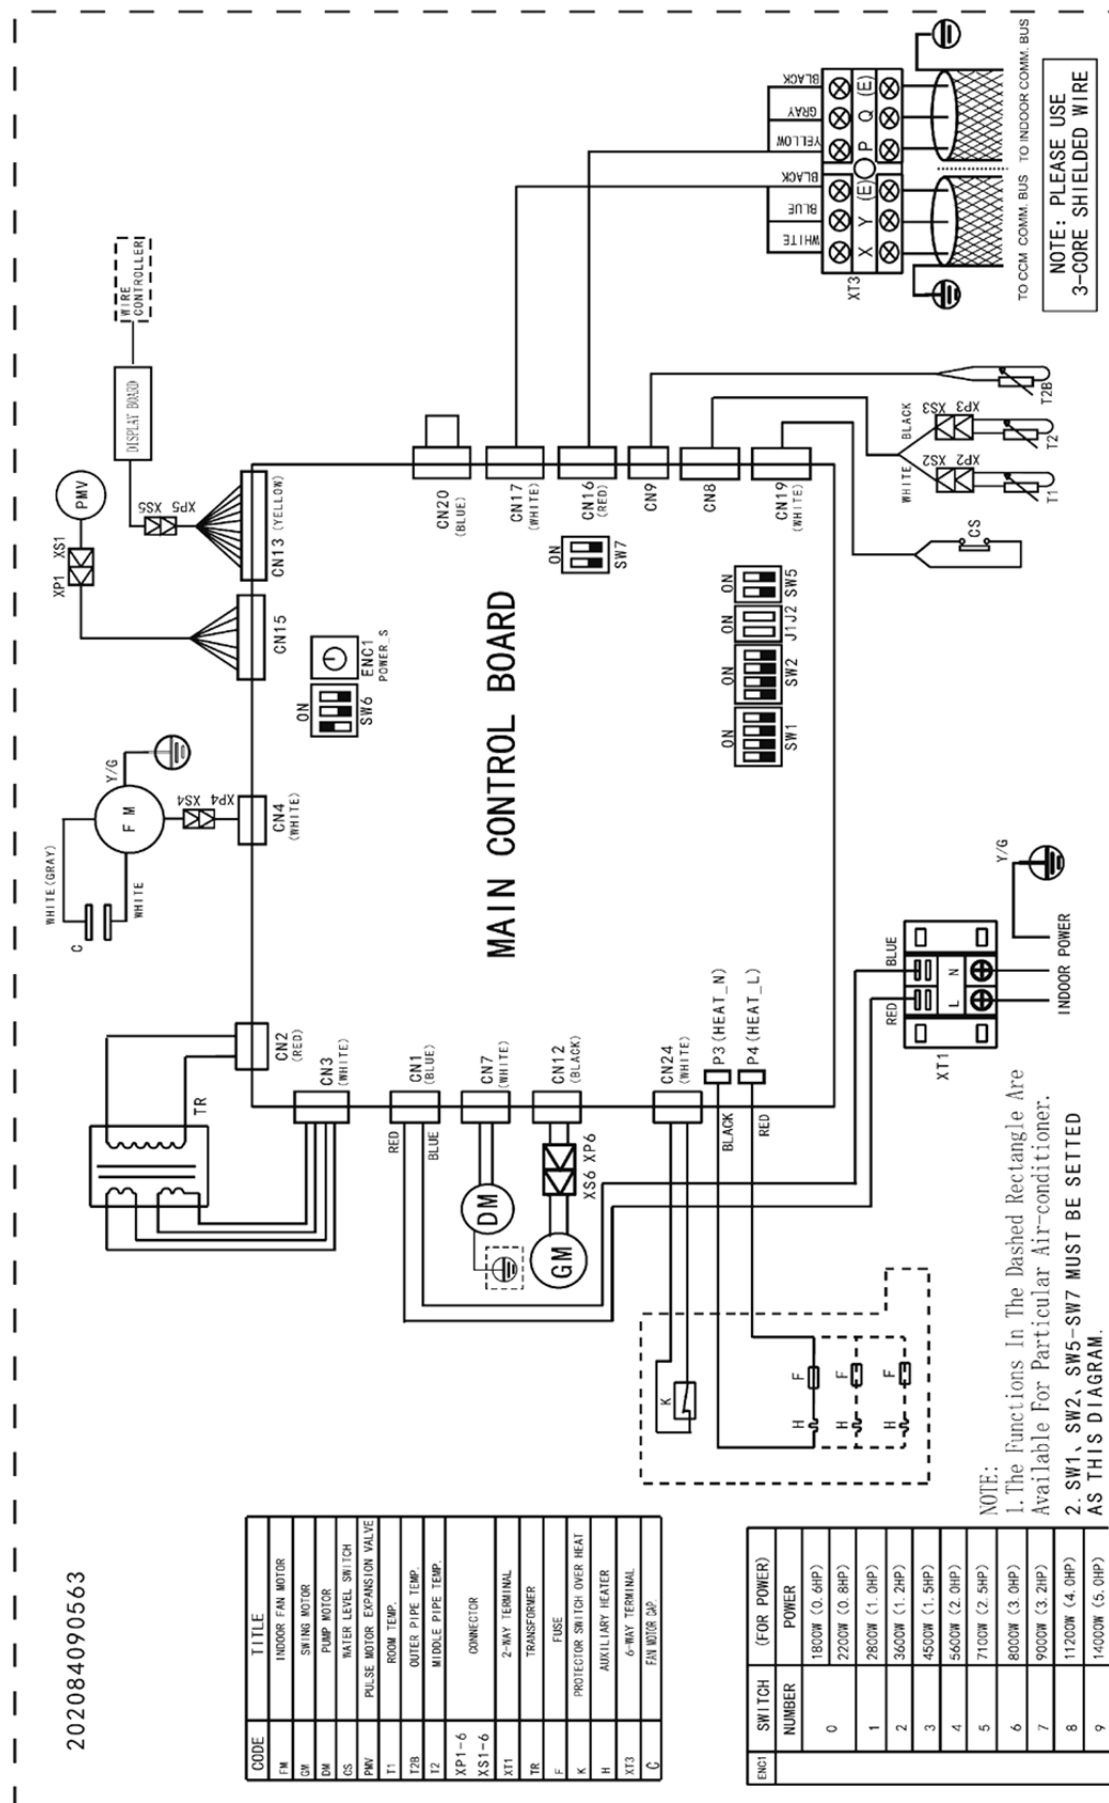 202084090563
CODE TITLE
FM INDOOR FAN MOTOR
GM SWING MOTOR
DM PUMP MOTOR
CS WATER LEVEL SWITCH
PMV PULSE MOTOR EXPANSION VALVE
T1 ROOM TEMP.
T2B OUTER PIPE TEMP.
T2 MIDDLE PIPE TEMP.
XP1-6
XS1-6 CONNECTOR
XT1 2-WAY TERMINAL
TR TRANSFORMER
F FUSE
K PROTECTOR SWITCH OVER HEAT
H AUXILIARY HEATER
XT3 6-WAY TERMINAL
C FAN MOTOR CAP.
ENC1 SWITCH (FOR POWER)
NUMBER POWER
0 1800W (0.6HP)
2200W (0.8HP)
1 2800W (1.0HP)
2 3600W (1.2HP)
3 4500W (1.5HP)
4 5600W (2.0HP)
5 7100W (2.5HP)
6 8000W (3.0HP)
7 9000W (3.2HP)
8 11200W (4.0HP)
9 14000W (5.0HP)
NOTE:
1. The Functions In The Dashed Rectangle Are
Available For Particular Air-conditioner.
2. SW1、SW2、SW5-SW7 MUST BE SETTED
AS THIS DIAGRAM.
TR
C
WHITE(GRAY)
WHITE
F M
Y/G
XS4 XP4
XP1 XS1
PMV
XS5 XP5
DISPLAY BOARD
WIRE
CONTROLLER
CN2
(RED)
CN3
(WHITE)
CN4
(WHITE)
CN15
CN13 (YELLOW)
ON
SW6
ENC1
POWER_S
RED
BLUE
CN1
(BLUE)
DM
CN7
(WHITE)
GM
XS6 XP6
CN12
(BLACK)
CN24
(WHITE)
P3(HEAT_N)
BLACK
P4(HEAT_L)
RED
K
H F
H F
H F
MAIN CONTROL BOARD
ON
SW7
ON
SW1
ON
SW2
ON
J1J2
ON
SW5
CN20
(BLUE)
CN17
(WHITE)
CN16
(RED)
CN9
CN8
CN19
(WHITE)
WHITE
BLACK
XS2 XP2
XS3 XP3
CS
T1
T2
T2B
RED
BLUE
L N
XT1
Y/G
INDOOR POWER
WHITE
BLUE
BLACK
YELLOW
GRAY
BLACK
X Y (E) P Q (E)
XT3
TO CCM COMM. BUS
TO INDOOR COMM. BUS
NOTE: PLEASE USE
3-CORE SHIELDED WIRE